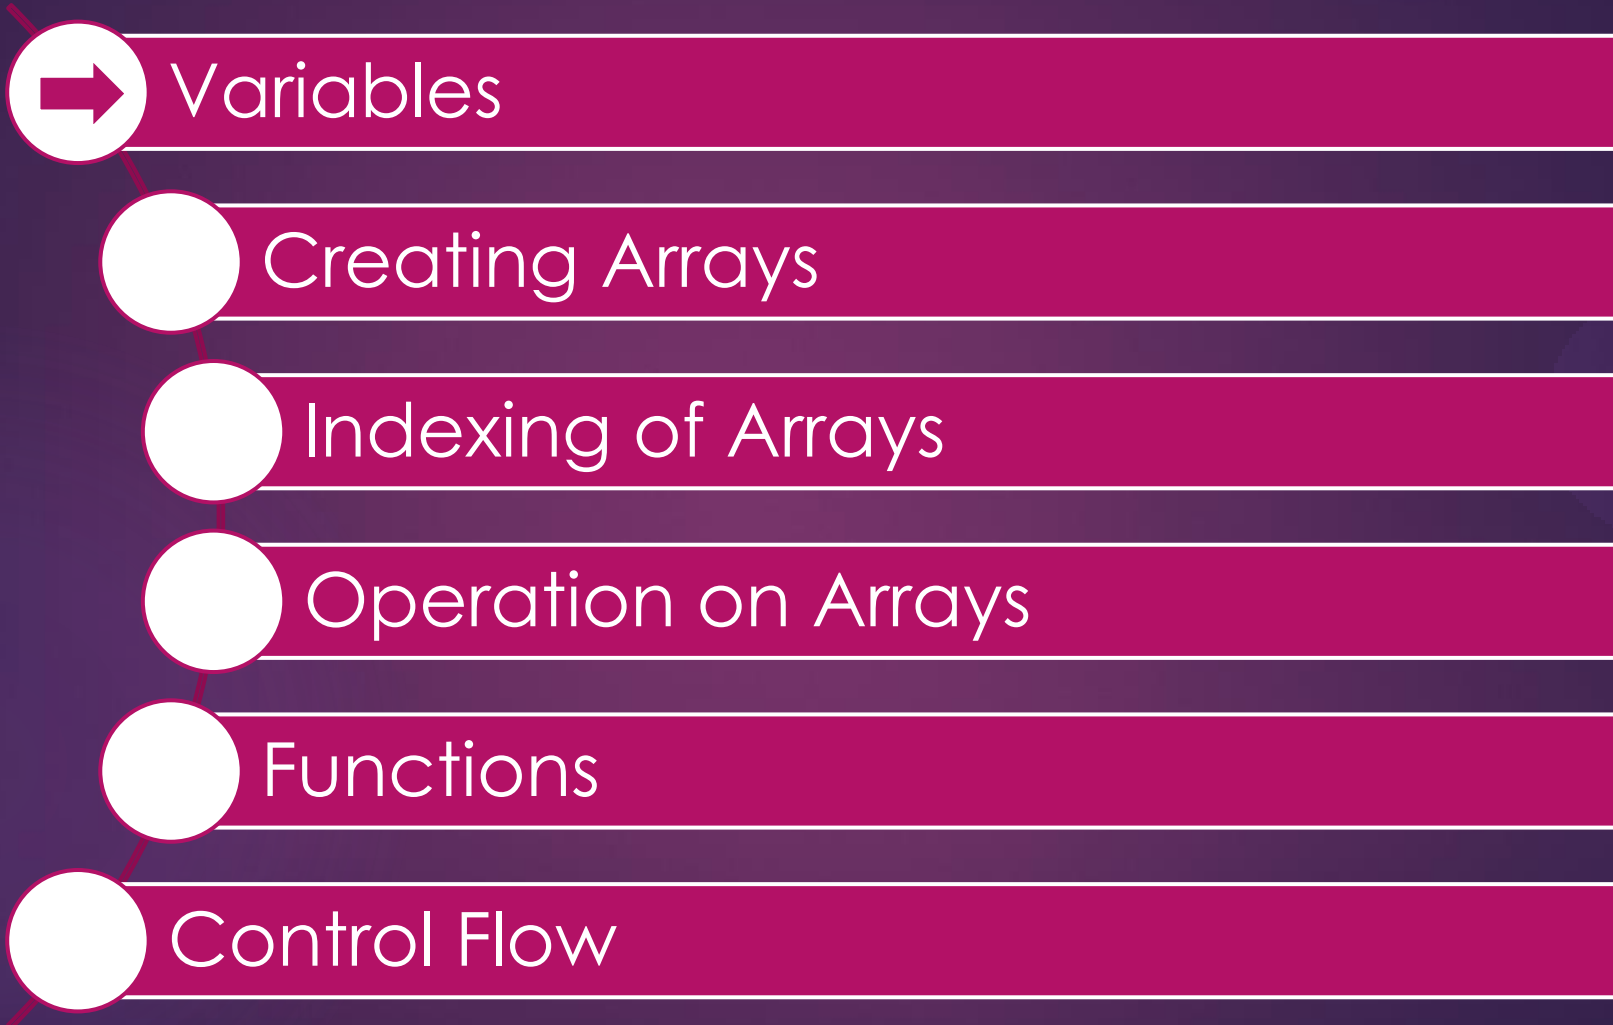 Variables
Creating Arrays
Indexing of Arrays
Operation on Arrays
Functions
Control Flow